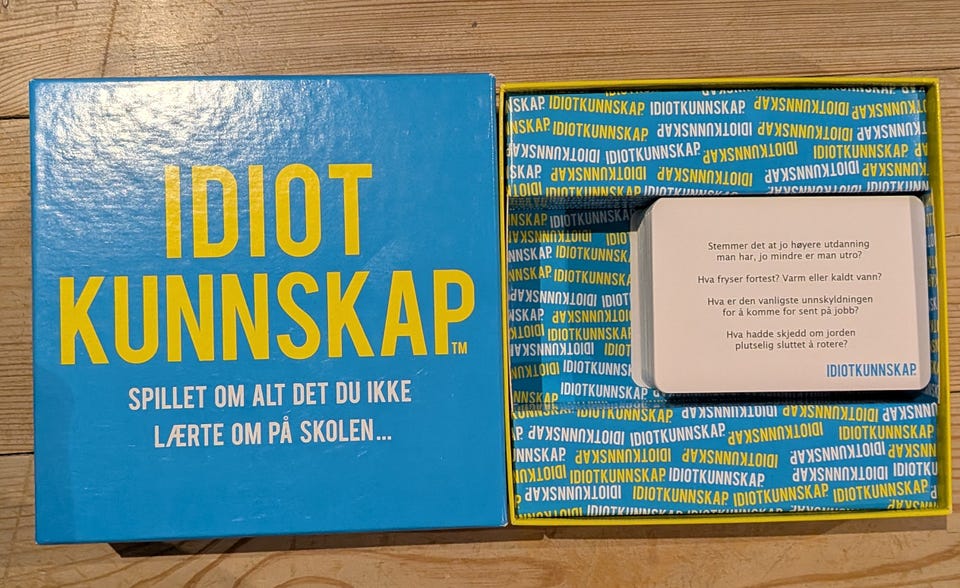 IDIOT
KUNNSKAP™
SPILLET OM ALT DET DU IKKE
LÆRTE OM PÅ SKOLEN...
Stemmer det at jo høyere utdanning
man har, jo mindre er man utro?
Hva fryser fortest? Varm eller kaldt vann?
Hva er den vanligste unnskyldningen
for å komme for sent på jobb?
Hva hadde skjedd om jorden
plutselig sluttet å rotere?
IDIOTKUNNSKAP